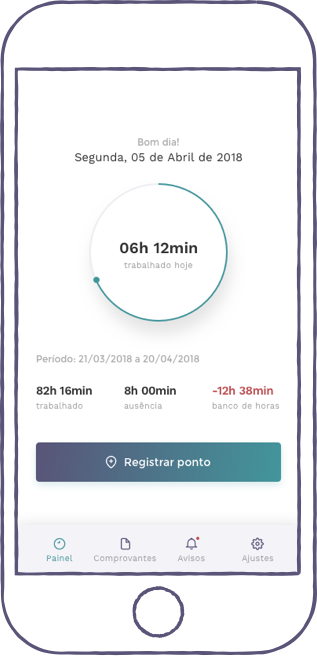 Bom dia!
Segunda, 05 de Abril de 2018
06h 12min
trabalhado hoje
Período: 21/03/2018 a 20/04/2018
82h 16min 8h 00min -12h 38min
trabalhado ausência banco de horas
Registrar ponto
Painel Comprovantes Avisos Ajustes